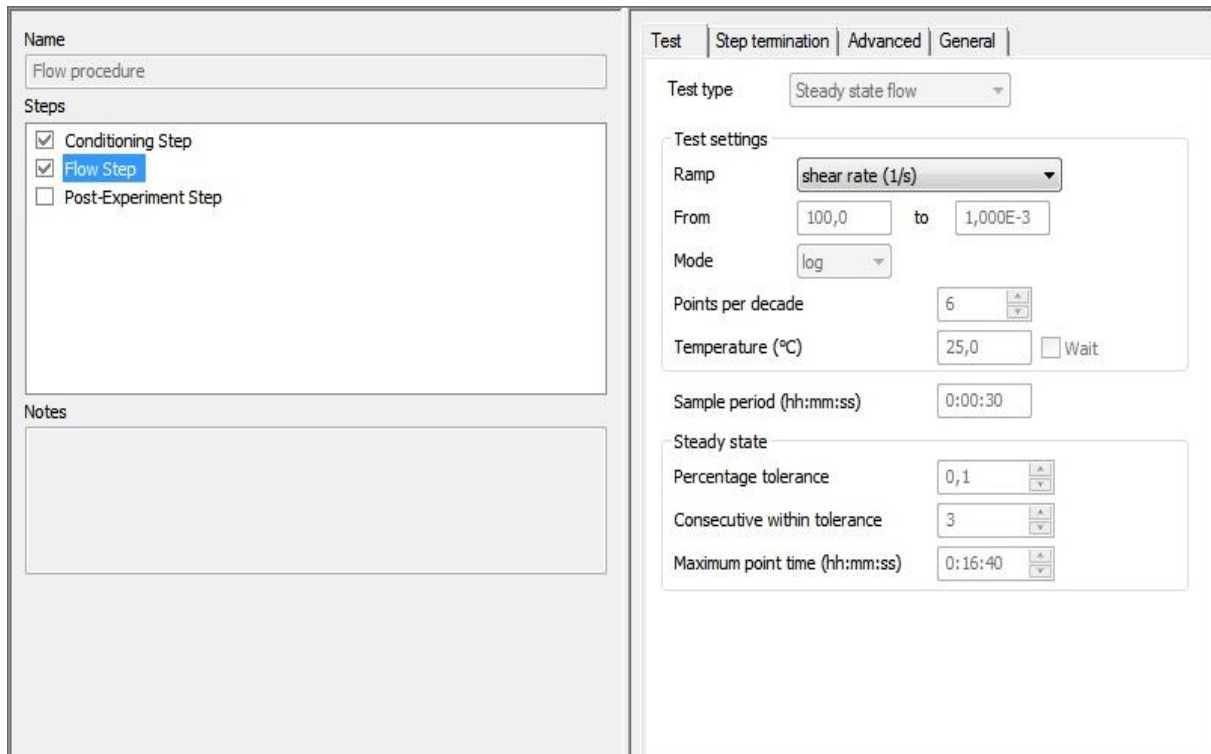 Name
Flow procedure
Steps
Conditioning Step
Flow Step
Post-Experiment Step
Notes
Test Step termination Advanced General
Test type Steady state flow
Test settings
Ramp shear rate (1/s)
From 100,0 to 1,000E-3
Mode log
Points per decade 6
Temperature (°C) 25,0 Wait
Sample period (hh:mm:ss) 0:00:30
Steady state
Percentage tolerance 0,1
Consecutive within tolerance 3
Maximum point time (hh:mm:ss) 0:16:40